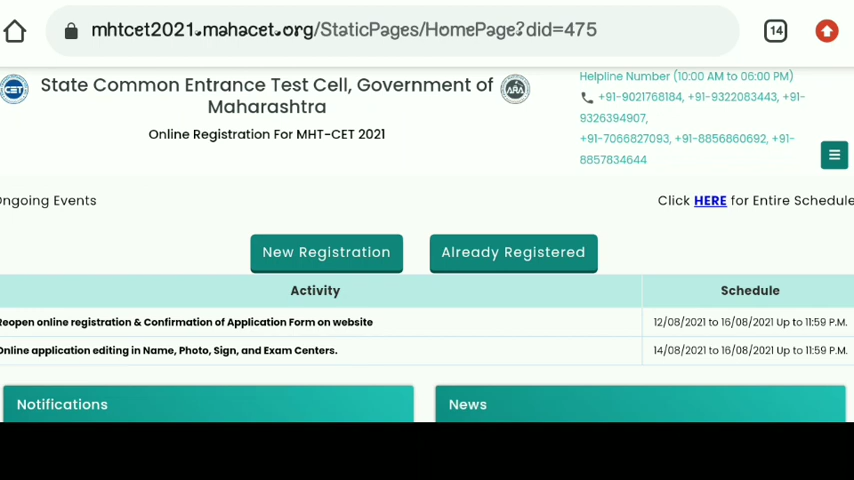 mhtcet2021.mahacet.org/StaticPages/HomePage?did=475
14
CET
State Common Entrance Test Cell, Government of
Maharashtra
ARA
Online Registration For MHT-CET 2021
Helpline Number (10:00 AM to 06:00 PM)
+91-9021768184, +91-9322083443, +91-
9326394907,
+91-7066827093, +91-8856860692, +91-
8857834644
Ongoing Events
Click HERE for Entire Schedule
New Registration
Already Registered
Activity
Schedule
Reopen online registration & Confirmation of Application Form on website
12/08/2021 to 16/08/2021 Up to 11:59 P.M.
Online application editing in Name, Photo, Sign, and Exam Centers.
14/08/2021 to 16/08/2021 Up to 11:59 P.M.
Notifications
News